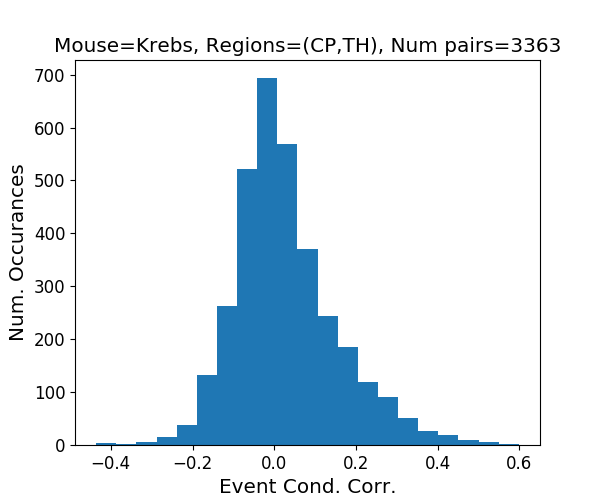 Mouse=Krebs, Regions=(CP,TH), Num pairs=3363
Num. Occurances
700
600
500
400
300
200
100
0
−0.4 −0.2 0.0 0.2 0.4 0.6
Event Cond. Corr.